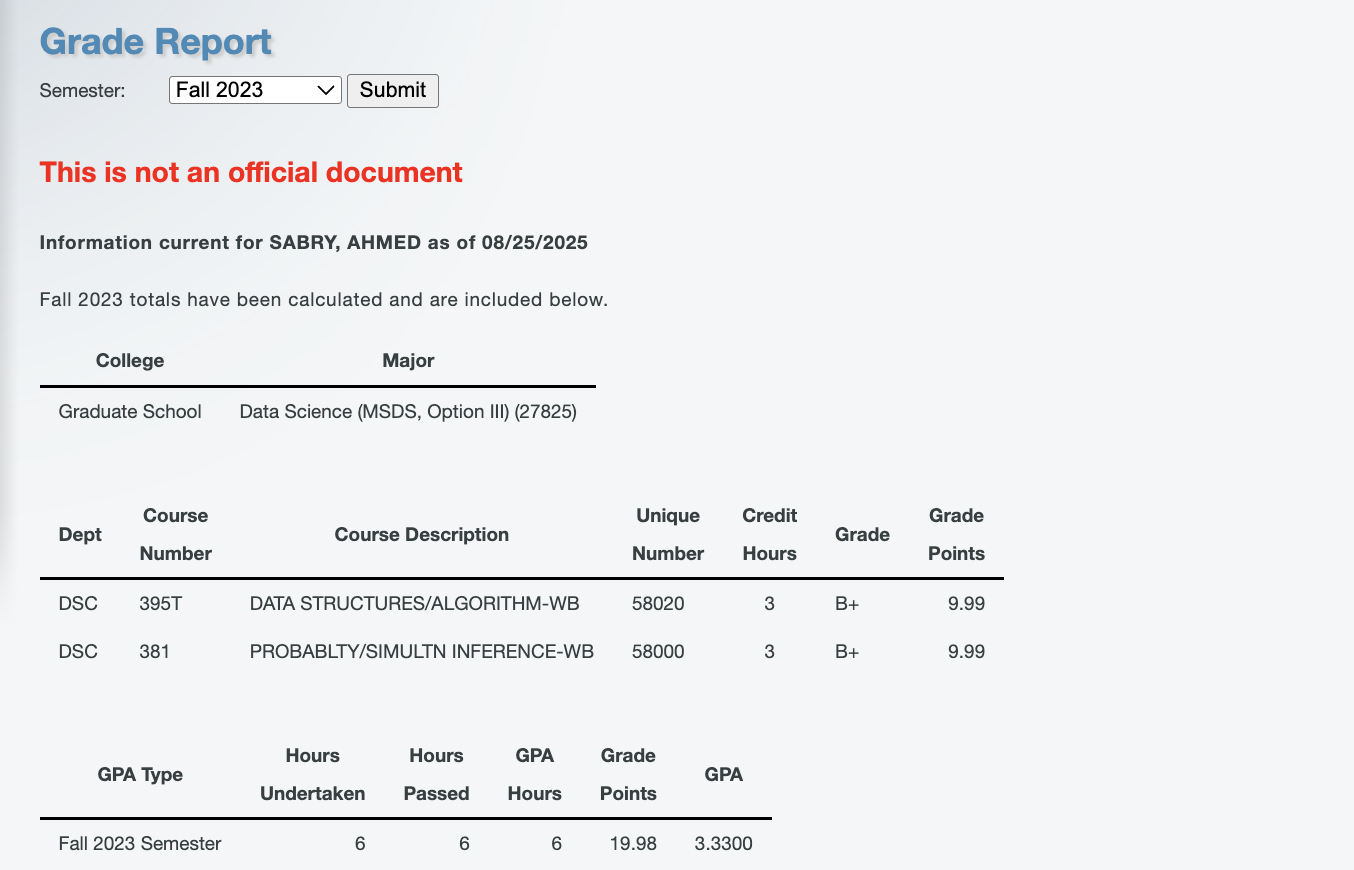 Grade Report
Semester: Fall 2023 Submit
This is not an official document
Information current for SABRY, AHMED as of 08/25/2025
Fall 2023 totals have been calculated and are included below.
College Major
Graduate School Data Science (MSDS, Option III) (27825)
Dept Course Number Course Description Unique Number Credit Hours Grade Grade Points
DSC 395T DATA STRUCTURES/ALGORITHM-WB 58020 3 B+ 9.99
DSC 381 PROBABLTY/SIMULTN INFERENCE-WB 58000 3 B+ 9.99
GPA Type Hours Undertaken Hours Passed GPA Hours Grade Points GPA
Fall 2023 Semester 6 6 6 19.98 3.3300